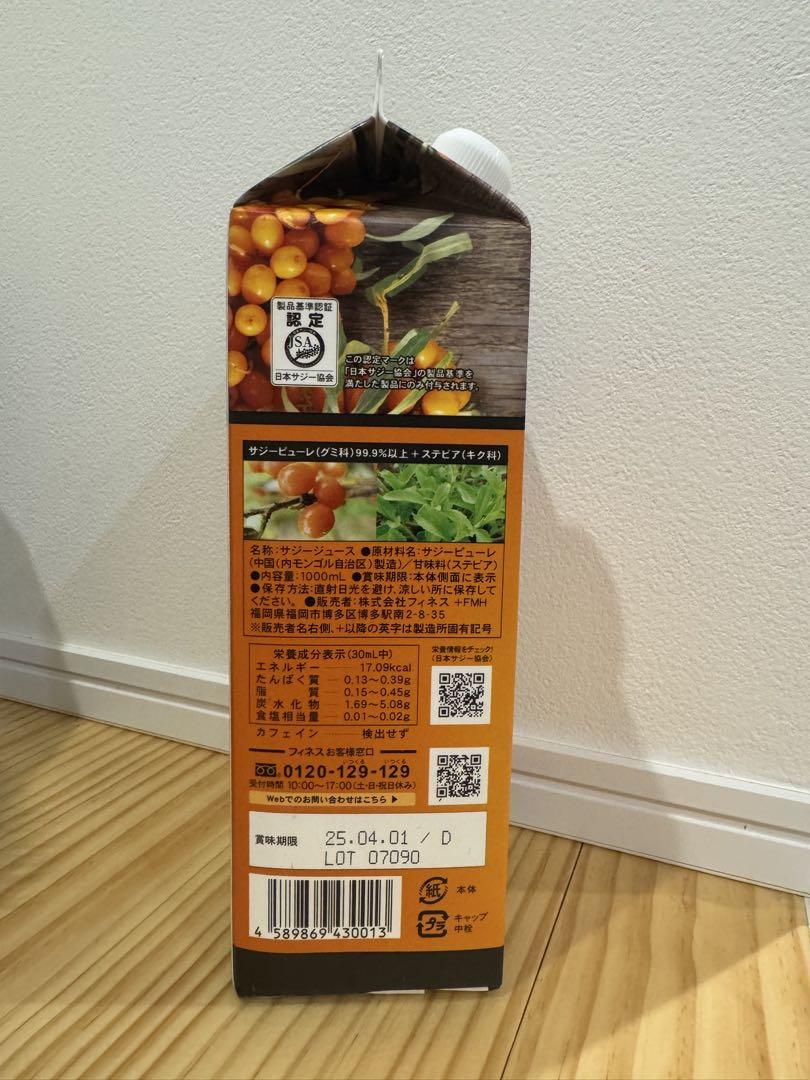 製品基準認証
認定
JSA
日本サジー協会
この認定マークは
「日本サジー協会」の製品基準を
満たした製品にのみ付与されます。
サジーピューレ(グミ科)99.9%以上+ステビア(キク科)
名称:サジージュース ●原材料名:サジーピューレ
(中国(内モンゴル自治区)製造)/甘味料(ステビア)
●内容量:1000mL ●賞味期限:本体側面に表示
●保存方法:直射日光を避け、涼しい所に保存して
ください。 ●販売者:株式会社フィネス +FMH
福岡県福岡市博多区博多駅南2-8-35
※販売者名右側、+以降の英字は製造所固有記号
栄養成分表示(30mL中)
エネルギー 17.09kcal
たんぱく質 0.13~0.39g
脂質 0.15~0.45g
炭水化物 1.69~5.08g
食塩相当量 0.01~0.02g
カフェイン 検出せず
栄養情報をチェック!
(日本サジー協会)
フィネスお客様窓口
いつくる いつくる
0120-129-129
受付時間 10:00~17:00(土・日・祝日休み)
Webでのお問い合わせはこちら ▶
賞味期限 25.04.01 / D
LOT 07090
4 589869 430013
紙 本体
プラ キャップ
中栓